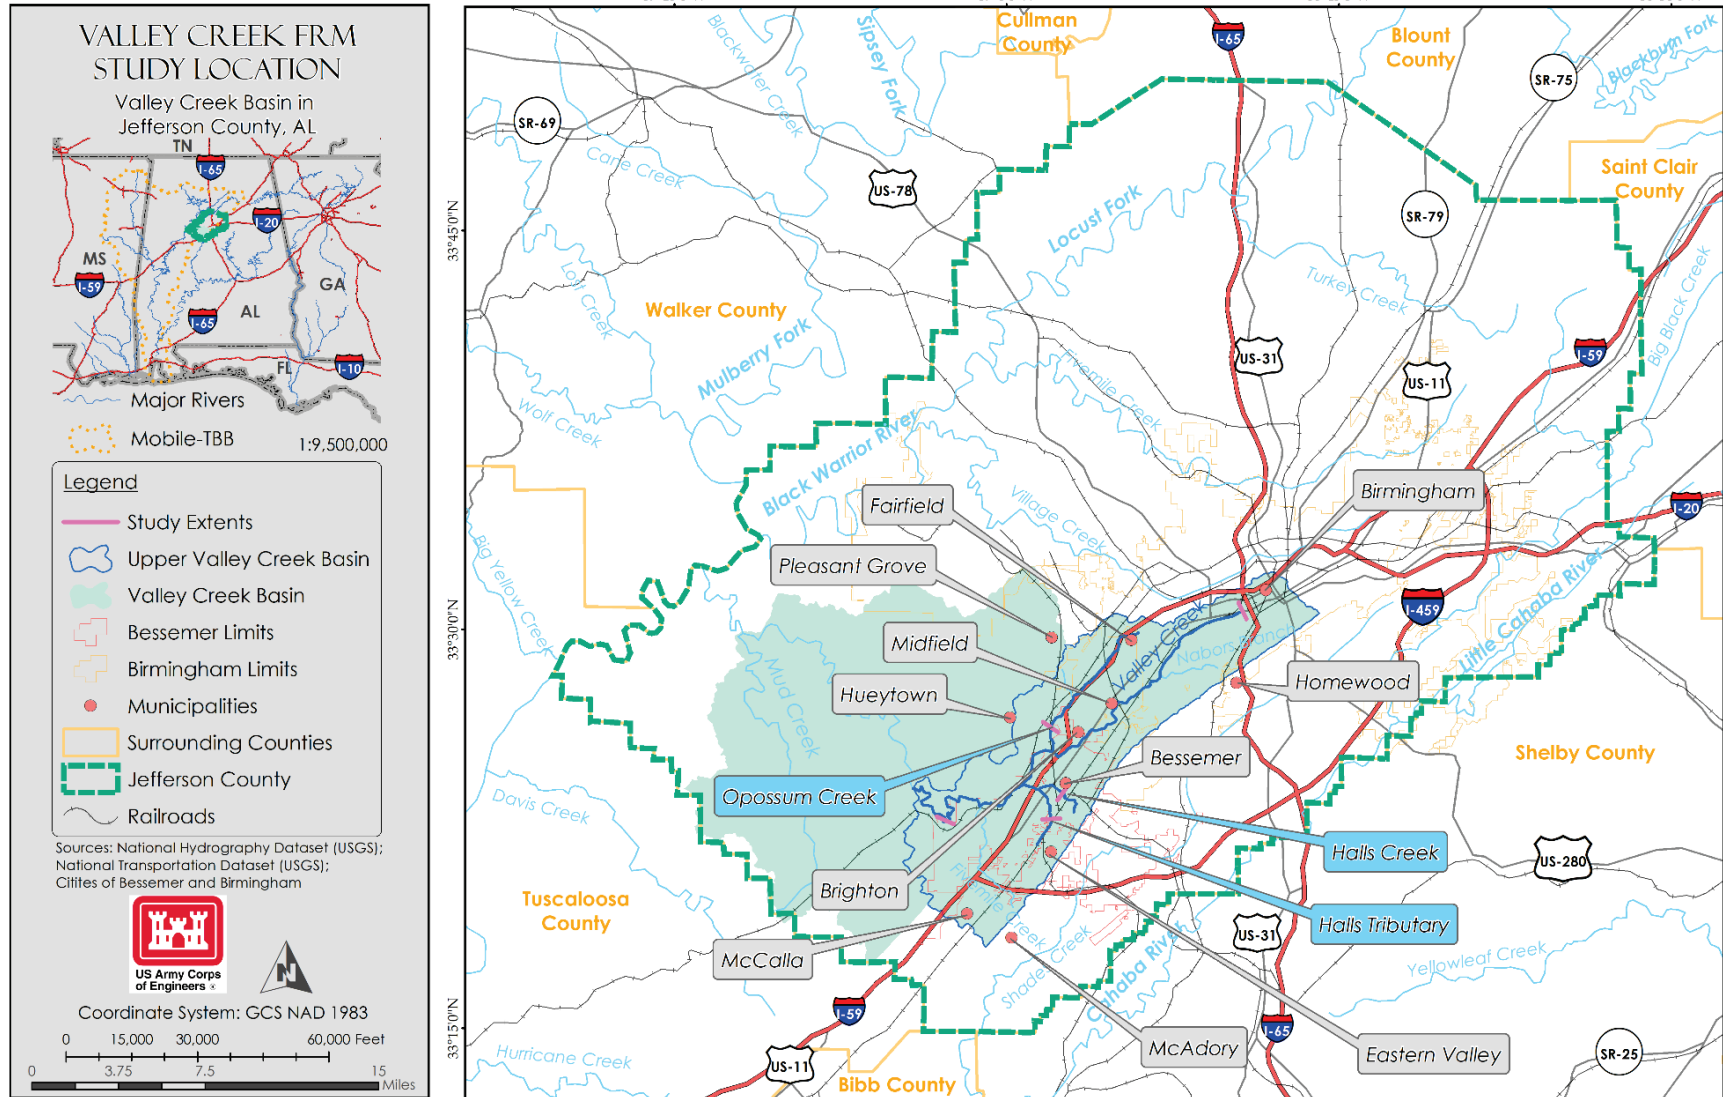 VALLEY CREEK FRM
STUDY LOCATION
Valley Creek Basin in
Jefferson County, AL
TN
I-65
I-20
MS
I-59
GA
AL
I-65
FL
I-10
Major Rivers
Mobile-TBB
1:9,500,000
Legend
Study Extents
Upper Valley Creek Basin
Valley Creek Basin
Bessemer Limits
Birmingham Limits
Municipalities
Surrounding Counties
Jefferson County
Railroads
Sources: National Hydrography Dataset (USGS);
National Transportation Dataset (USGS);
Citites of Bessemer and Birmingham
US Army Corps
of Engineers ®
N
Coordinate System: GCS NAD 1983
0 15,000 30,000 60,000 Feet
0 3.75 7.5 15
Miles
33°45'0"N
33°30'0"N
33°15'0"N
Cullman
County
Blount
County
I-65
SR-75
Blackburn Fork
Sipsey Fork
Blackwater Creek
SR-69
Cane Creek
US-78
Saint Clair
County
SR-79
Locust Fork
Lost Creek
Turkey Creek
Big Black Creek
Walker County
Mulberry Fork
US-31
I-59
Fivemile Creek
US-11
Wolf Creek
Black Warrior River
Village Creek
Fairfield
Birmingham
I-20
Pleasant Grove
Big Yellow Creek
I-459
Little Cahaba River
Midfield
Valley Creek
Nabors Branch
Hueytown
Homewood
Mud Creek
Bessemer
Shelby County
Opossum Creek
Davis Creek
Halls Creek
US-280
Brighton
Fivemile Creek
Tuscaloosa
County
Halls Tributary
US-31
McCalla
Shades Creek
Cahaba River
Yellowleaf Creek
I-59
I-65
McAdory
Eastern Valley
SR-25
Hurricane Creek
US-11
Bibb County